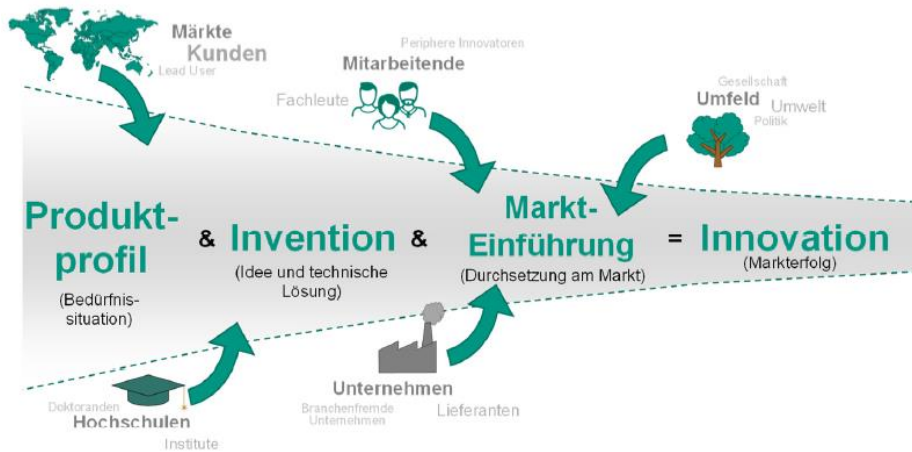 Märkte
Kunden
Lead User
Periphere Innovatoren
Mitarbeitende
Fachleute
Gesellschaft
Umfeld
Umwelt
Politik
Produkt-
profil
(Bedürfnis-
situation)
&
Invention
(Idee und technische
Lösung)
&
Markt-
Einführung
(Durchsetzung am Markt)
=
Innovation
(Markterfolg)
Doktoranden
Hochschulen
Institute
Unternehmen
Branchenfremde
Unternehmen
Lieferanten